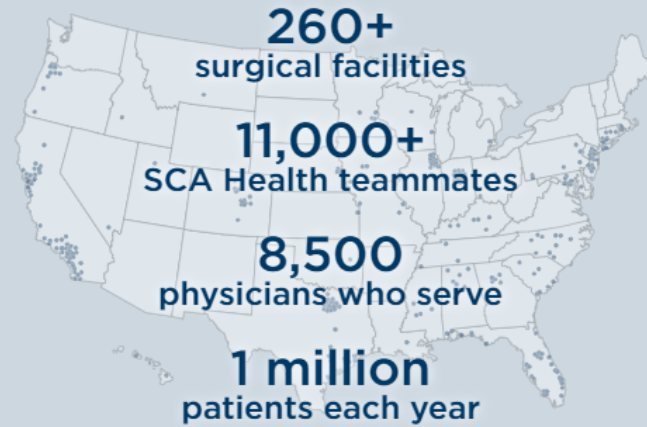 260+
surgical facilities
11,000+
SCA Health teammates
8,500
physicians who serve
1 million
patients each year